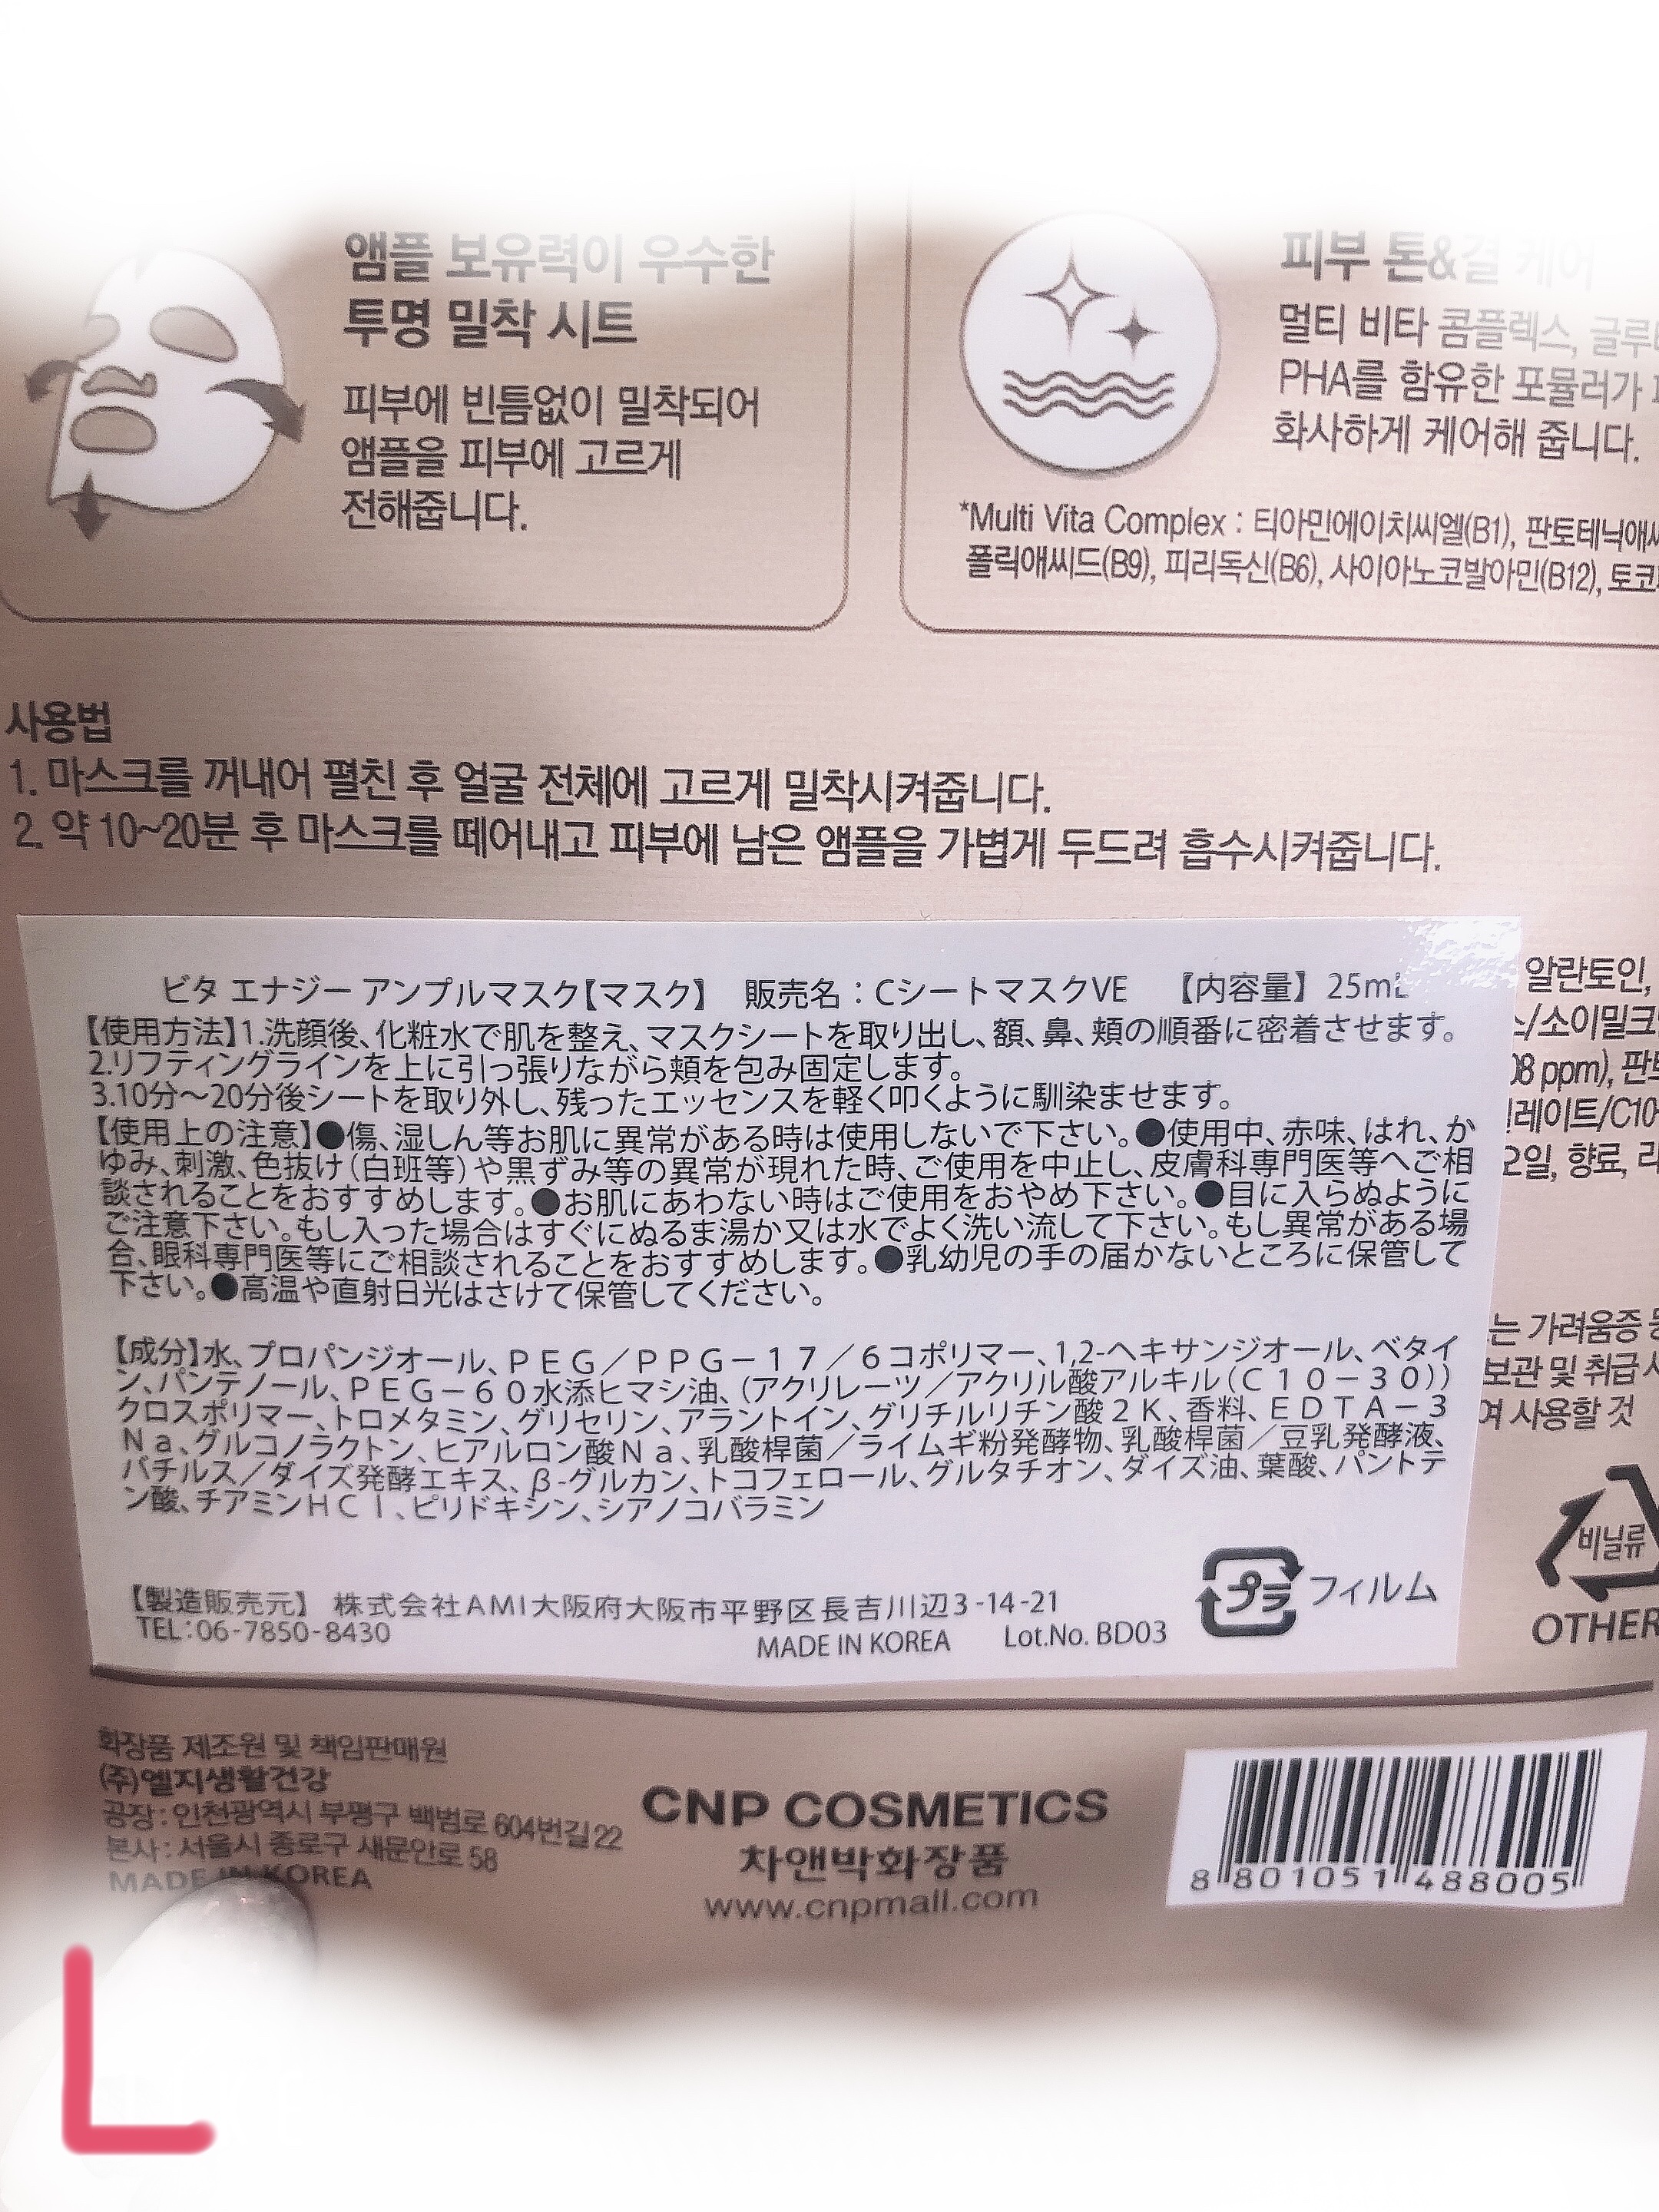 앰플 보유력이 우수한
투명 밀착 시트
피부에 빈틈없이 밀착되어
앰플을 피부에 고르게
전해줍니다.
피부 톤&결 케어
멀티 비타 콤플렉스, 글루
PHA를 함유한 포뮬러가
화사하게 케어해 줍니다.
*Multi Vita Complex : 티아민에이치씨엘(B1), 판토테닉애씨
폴릭애씨드(B9), 피리독신(B6), 사이아노코발아민(B12), 토코
사용법
1. 마스크를 꺼내어 펼친 후 얼굴 전체에 고르게 밀착시켜줍니다.
2. 약 10~20분 후 마스크를 떼어내고 피부에 남은 앰플을 가볍게 두드려 흡수시켜줍니다.
ビタ エナジー アンプルマスク【マスク】 販売名：CシートマスクVE 【内容量】 25mL
【使用方法】1.洗顔後、化粧水で肌を整え、マスクシートを取り出し、額、鼻、頬の順番に密着させます。
2.リフティングラインを上に引っ張りながら頬を包み固定します。
3.10分～20分後シートを取り外し、残ったエッセンスを軽く叩くように馴染ませます。
【使用上の注意】●傷、湿しん等お肌に異常がある時は使用しないで下さい。●使用中、赤味、はれ、か
ゆみ、刺激、色抜け（白班等）や黒ずみ等の異常が現れた時、ご使用を中止し、皮膚科専門医等へご相
談されることをおすすめします。●お肌にあわない時はご使用をおやめ下さい。●目に入らぬように
ご注意下さい。もし入った場合はすぐにぬるま湯か又は水でよく洗い流して下さい。もし異常がある場
合、眼科専門医等にご相談されることをおすすめします。●乳幼児の手の届かないところに保管して
下さい。●高温や直射日光はさけて保管してください。
【成分】水、プロパンジオール、ＰＥＧ／ＰＰＧ－１７／６コポリマー、1,2-ヘキサンジオール、ベタイ
ン、パンテノール、ＰＥＧ－６０水添ヒマシ油、（アクリレーツ／アクリル酸アルキル（Ｃ１０－３０））
クロスポリマー、トロメタミン、グリセリン、アラントイン、グリチルリチン酸２Ｋ、香料、ＥＤＴＡ－３
Ｎａ、グルコノラクトン、ヒアルロン酸Ｎａ、乳酸桿菌／ライムギ粉発酵物、乳酸桿菌／豆乳発酵液、
バチルス／ダイズ発酵エキス、β-グルカン、トコフェロール、グルタチオン、ダイズ油、葉酸、パントテ
ン酸、チアミンＨＣｌ、ピリドキシン、シアノコバラミン
【製造販売元】 株式会社AMI大阪府大阪市平野区長吉川辺3-14-21
TEL:06-7850-8430
MADE IN KOREA Lot.No. BD03
プラ フィルム
알란토인,
/소이밀크
08 ppm), 판토
레이트/C10-
오일, 향료, 리
는 가려움증 등
보관 및 취급 시
여 사용할 것
비닐류
OTHER
화장품 제조원 및 책임판매원
(주)엘지생활건강
공장 : 인천광역시 부평구 백범로 604번길 22
본사 : 서울시 종로구 새문안로 58
MADE IN KOREA
CNP COSMETICS
차앤박화장품
www.cnpmall.com
8 801051 488005
L